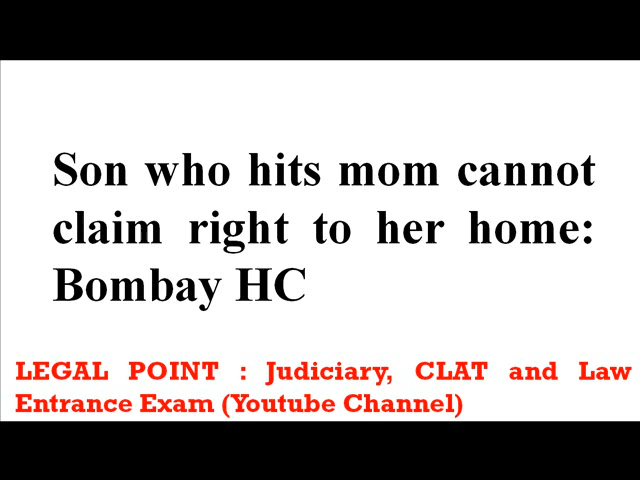 Son who hits mom cannot
claim right to her home:
Bombay HC
LEGAL POINT : Judiciary, CLAT and Law
Entrance Exam (Youtube Channel)